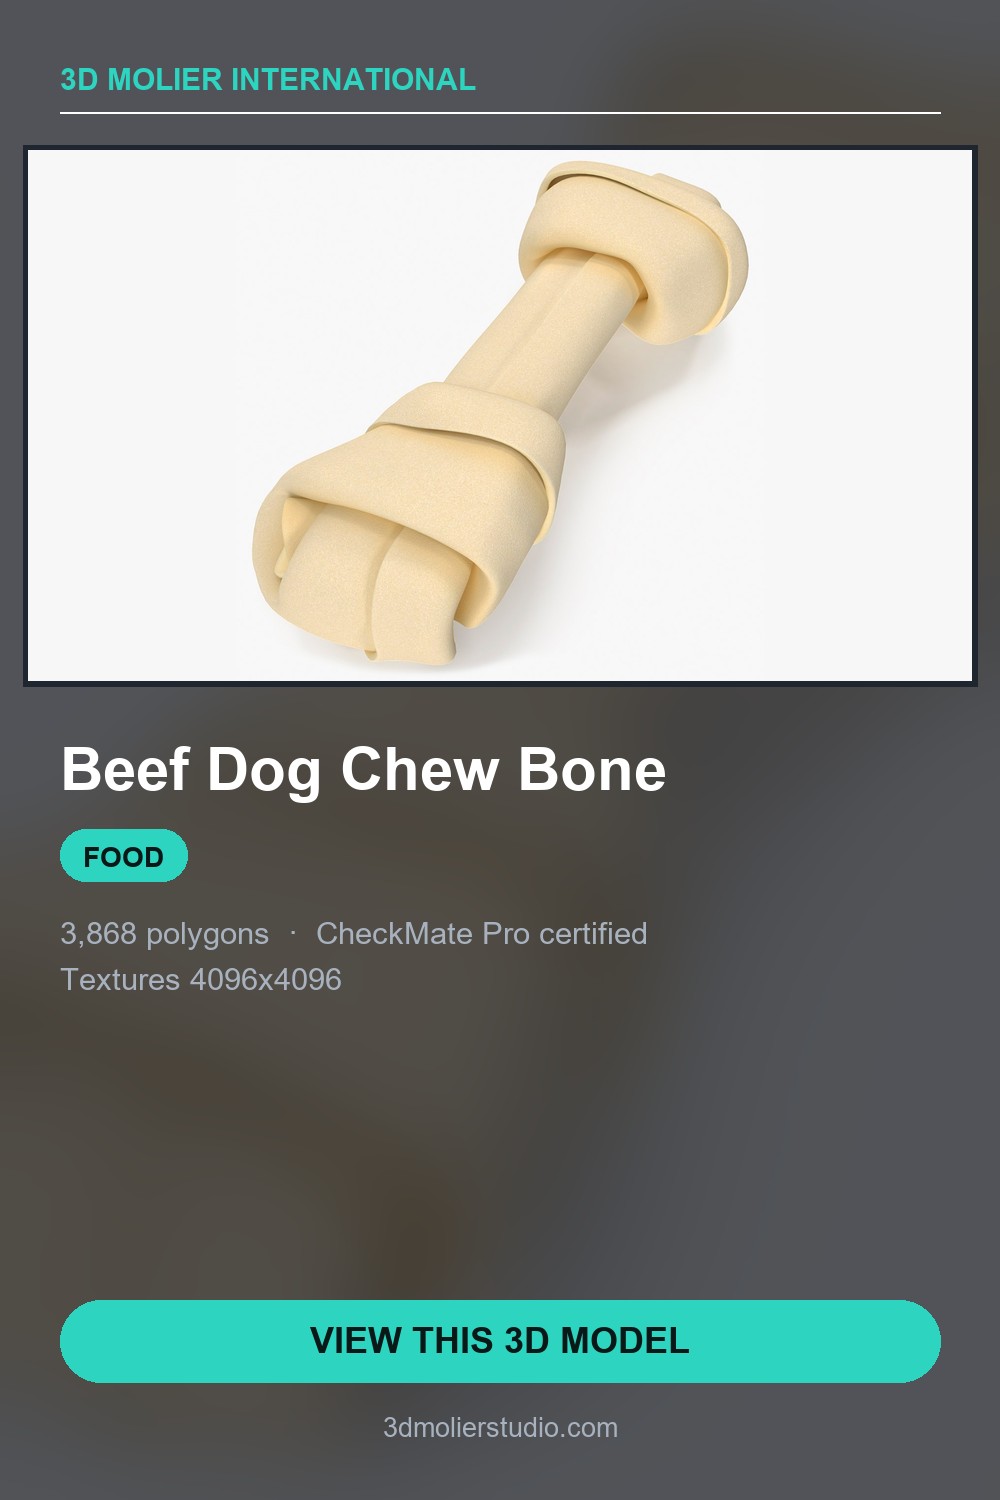 3D MOLIER INTERNATIONAL
Beef Dog Chew Bone
FOOD
3,868 polygons · CheckMate Pro certified
Textures 4096x4096
VIEW THIS 3D MODEL
3dmolierstudio.com